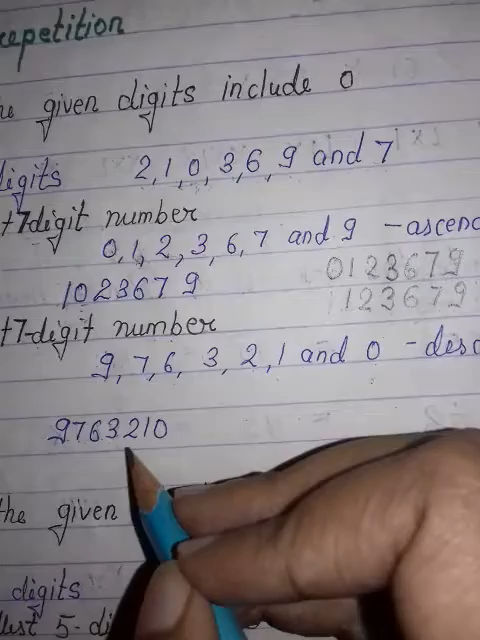 repetition
given digits include 0
digits 2, 1, 0, 3, 6, 9 and 7
7 digit number
0, 1, 2, 3, 6, 7 and 9 - ascend
1023679 0123679
123679
7-digit number
9, 7, 6, 3, 2, 1 and 0 - desc
9763210
the given
digits
5-di